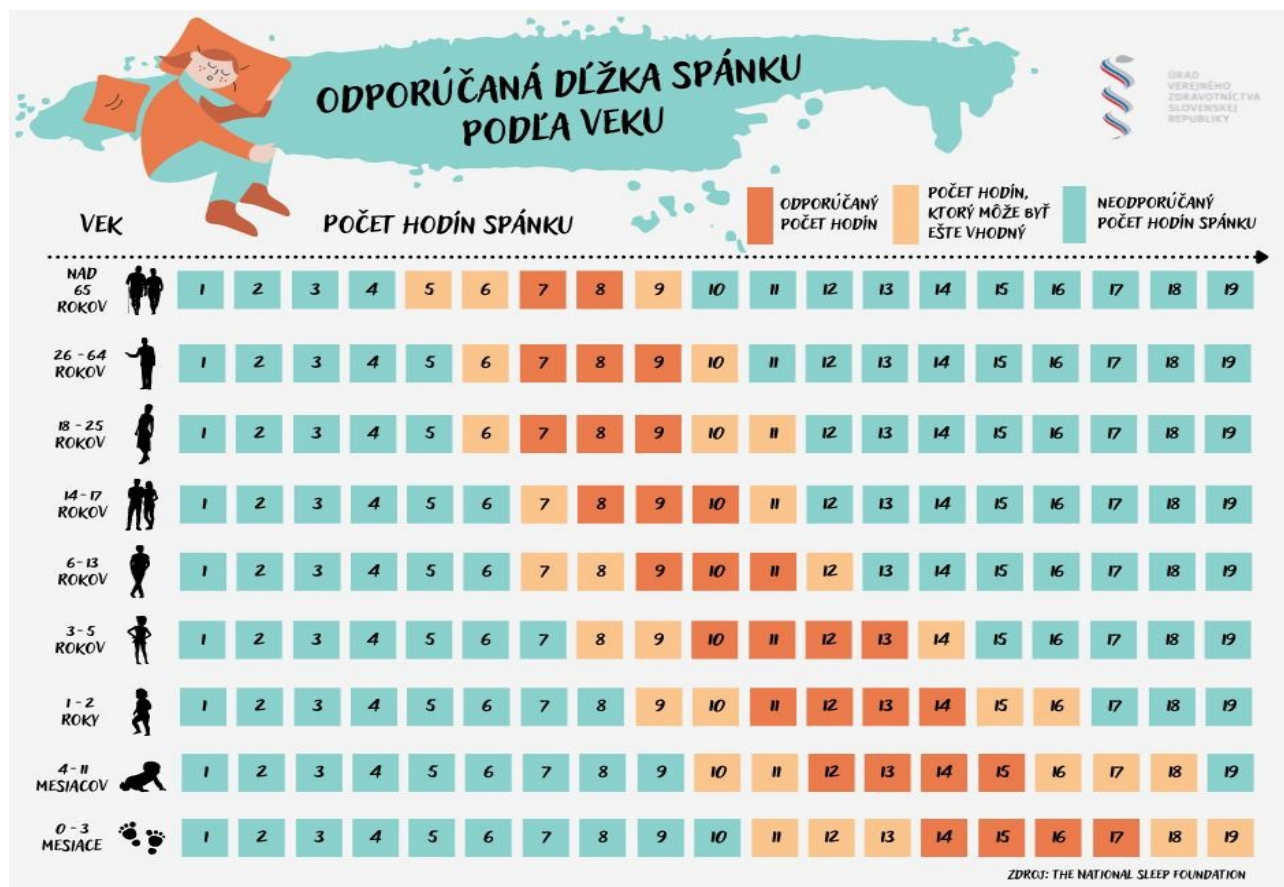 ODPORÚČANÁ DĹŽKA SPÁNKU
PODĽA VEKU
ÚRAD
VEREJNÉHO
ZDRAVOTNÍCTVA
SLOVENSKEJ
REPUBLIKY
VEK
POČET HODÍN SPÁNKU
ODPORÚČANÝ
POČET HODÍN
POČET HODÍN,
KTORÝ MÔŽE BYŤ
EŠTE VHODNÝ
NEODPORÚČANÝ
POČET HODÍN SPÁNKU
NAD
65
ROKOV
1 2 3 4 5 6 7 8 9 10 11 12 13 14 15 16 17 18 19
26 - 64
ROKOV
1 2 3 4 5 6 7 8 9 10 11 12 13 14 15 16 17 18 19
18 - 25
ROKOV
1 2 3 4 5 6 7 8 9 10 11 12 13 14 15 16 17 18 19
14 - 17
ROKOV
1 2 3 4 5 6 7 8 9 10 11 12 13 14 15 16 17 18 19
6 - 13
ROKOV
1 2 3 4 5 6 7 8 9 10 11 12 13 14 15 16 17 18 19
3 - 5
ROKOV
1 2 3 4 5 6 7 8 9 10 11 12 13 14 15 16 17 18 19
1 - 2
ROKY
1 2 3 4 5 6 7 8 9 10 11 12 13 14 15 16 17 18 19
4 - 11
MESIACOV
1 2 3 4 5 6 7 8 9 10 11 12 13 14 15 16 17 18 19
0 - 3
MESIACE
1 2 3 4 5 6 7 8 9 10 11 12 13 14 15 16 17 18 19
ZDROJ: THE NATIONAL SLEEP FOUNDATION